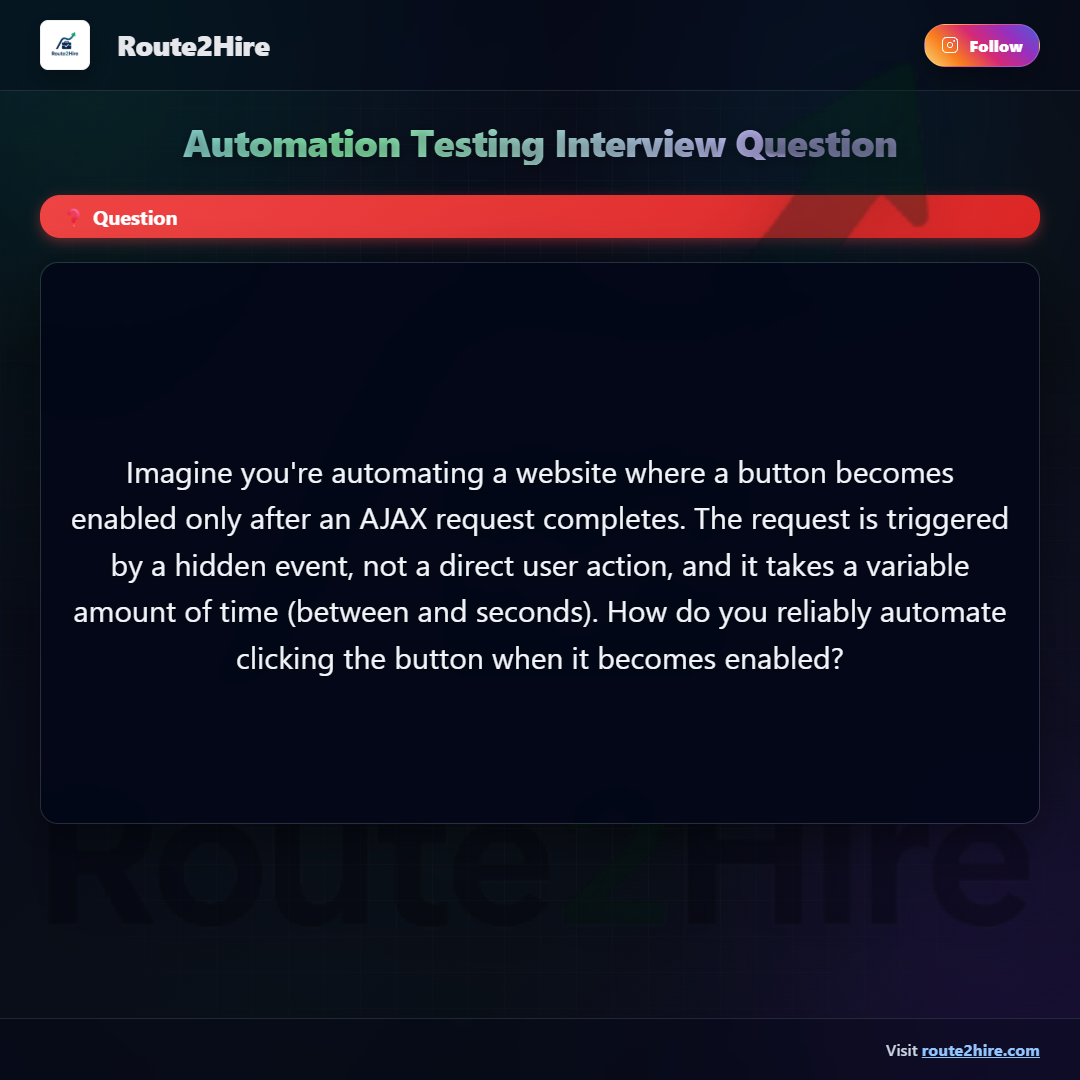 Route2Hire
Route2Hire
Follow
Automation Testing Interview Question
❓ Question
Imagine you're automating a website where a button becomes
enabled only after an AJAX request completes. The request is triggered
by a hidden event, not a direct user action, and it takes a variable
amount of time (between and seconds). How do you reliably automate
clicking the button when it becomes enabled?
Route2Hire
Visit route2hire.com